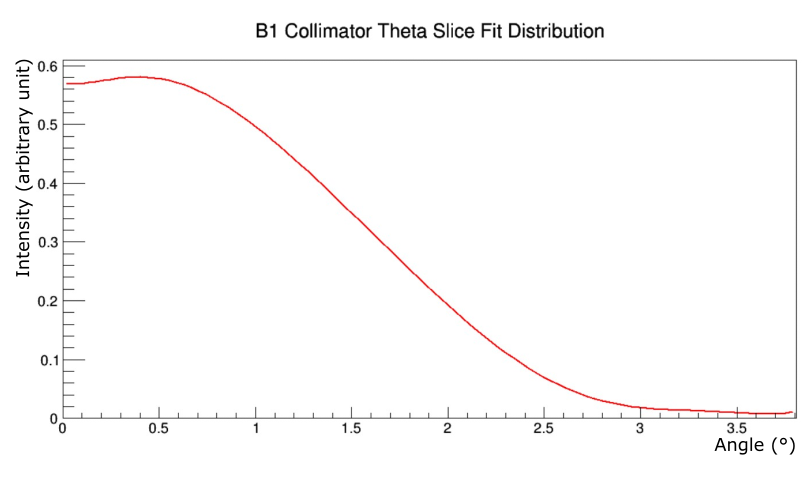 B1 Collimator Theta Slice Fit Distribution
Intensity (arbitrary unit)
0.6
0.5
0.4
0.3
0.2
0.1
0
0 0.5 1 1.5 2 2.5 3 3.5
Angle (°)